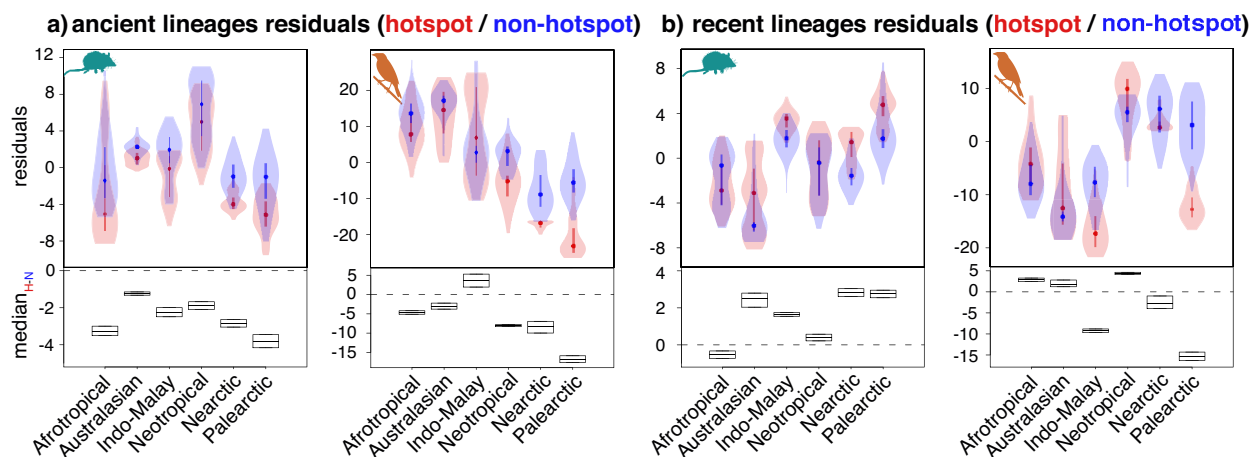 a) ancient lineages residuals (hotspot / non-hotspot)
b) recent lineages residuals (hotspot / non-hotspot)
residuals
12
8
4
0
-4
-8
20
10
0
-10
-20
8
4
0
-4
-8
10
0
-10
-20
medianH-N
0
-2
-4
5
0
-5
-10
-15
4
2
0
5
0
-5
-10
-15
Afrotropical
Australasian
Indo-Malay
Neotropical
Nearctic
Palearctic
Afrotropical
Australasian
Indo-Malay
Neotropical
Nearctic
Palearctic
Afrotropical
Australasian
Indo-Malay
Neotropical
Nearctic
Palearctic
Afrotropical
Australasian
Indo-Malay
Neotropical
Nearctic
Palearctic